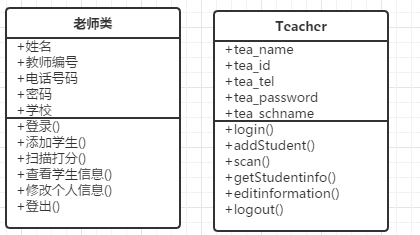 老师类
+姓名
+教师编号
+电话号码
+密码
+学校
+登录()
+添加学生()
+扫描打分()
+查看学生信息()
+修改个人信息()
+登出()
Teacher
+tea_name
+tea_id
+tea_tel
+tea_password
+tea_schname
+login()
+addStudent()
+scan()
+getStudentinfo()
+editinformation()
+logout()